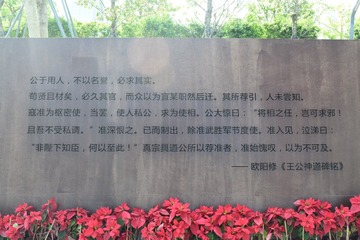 公于用人，不以名誉，必求其实。
苟贤且材矣，必久其官，而众以为宜某职然后迁。其所荐引，人未尝知。
寇准为枢密使，当罢，使人私公，求为使相。公大惊曰：“将相之任，岂可求邪！
且吾不受私请。”准深恨之。已而制出，除准武胜军节度使。准入见，泣涕曰：
“非陛下知臣，何以至此！”真宗具道公所以荐准者，准始愧叹，以为不可及。
——欧阳修《王公神道碑铭》